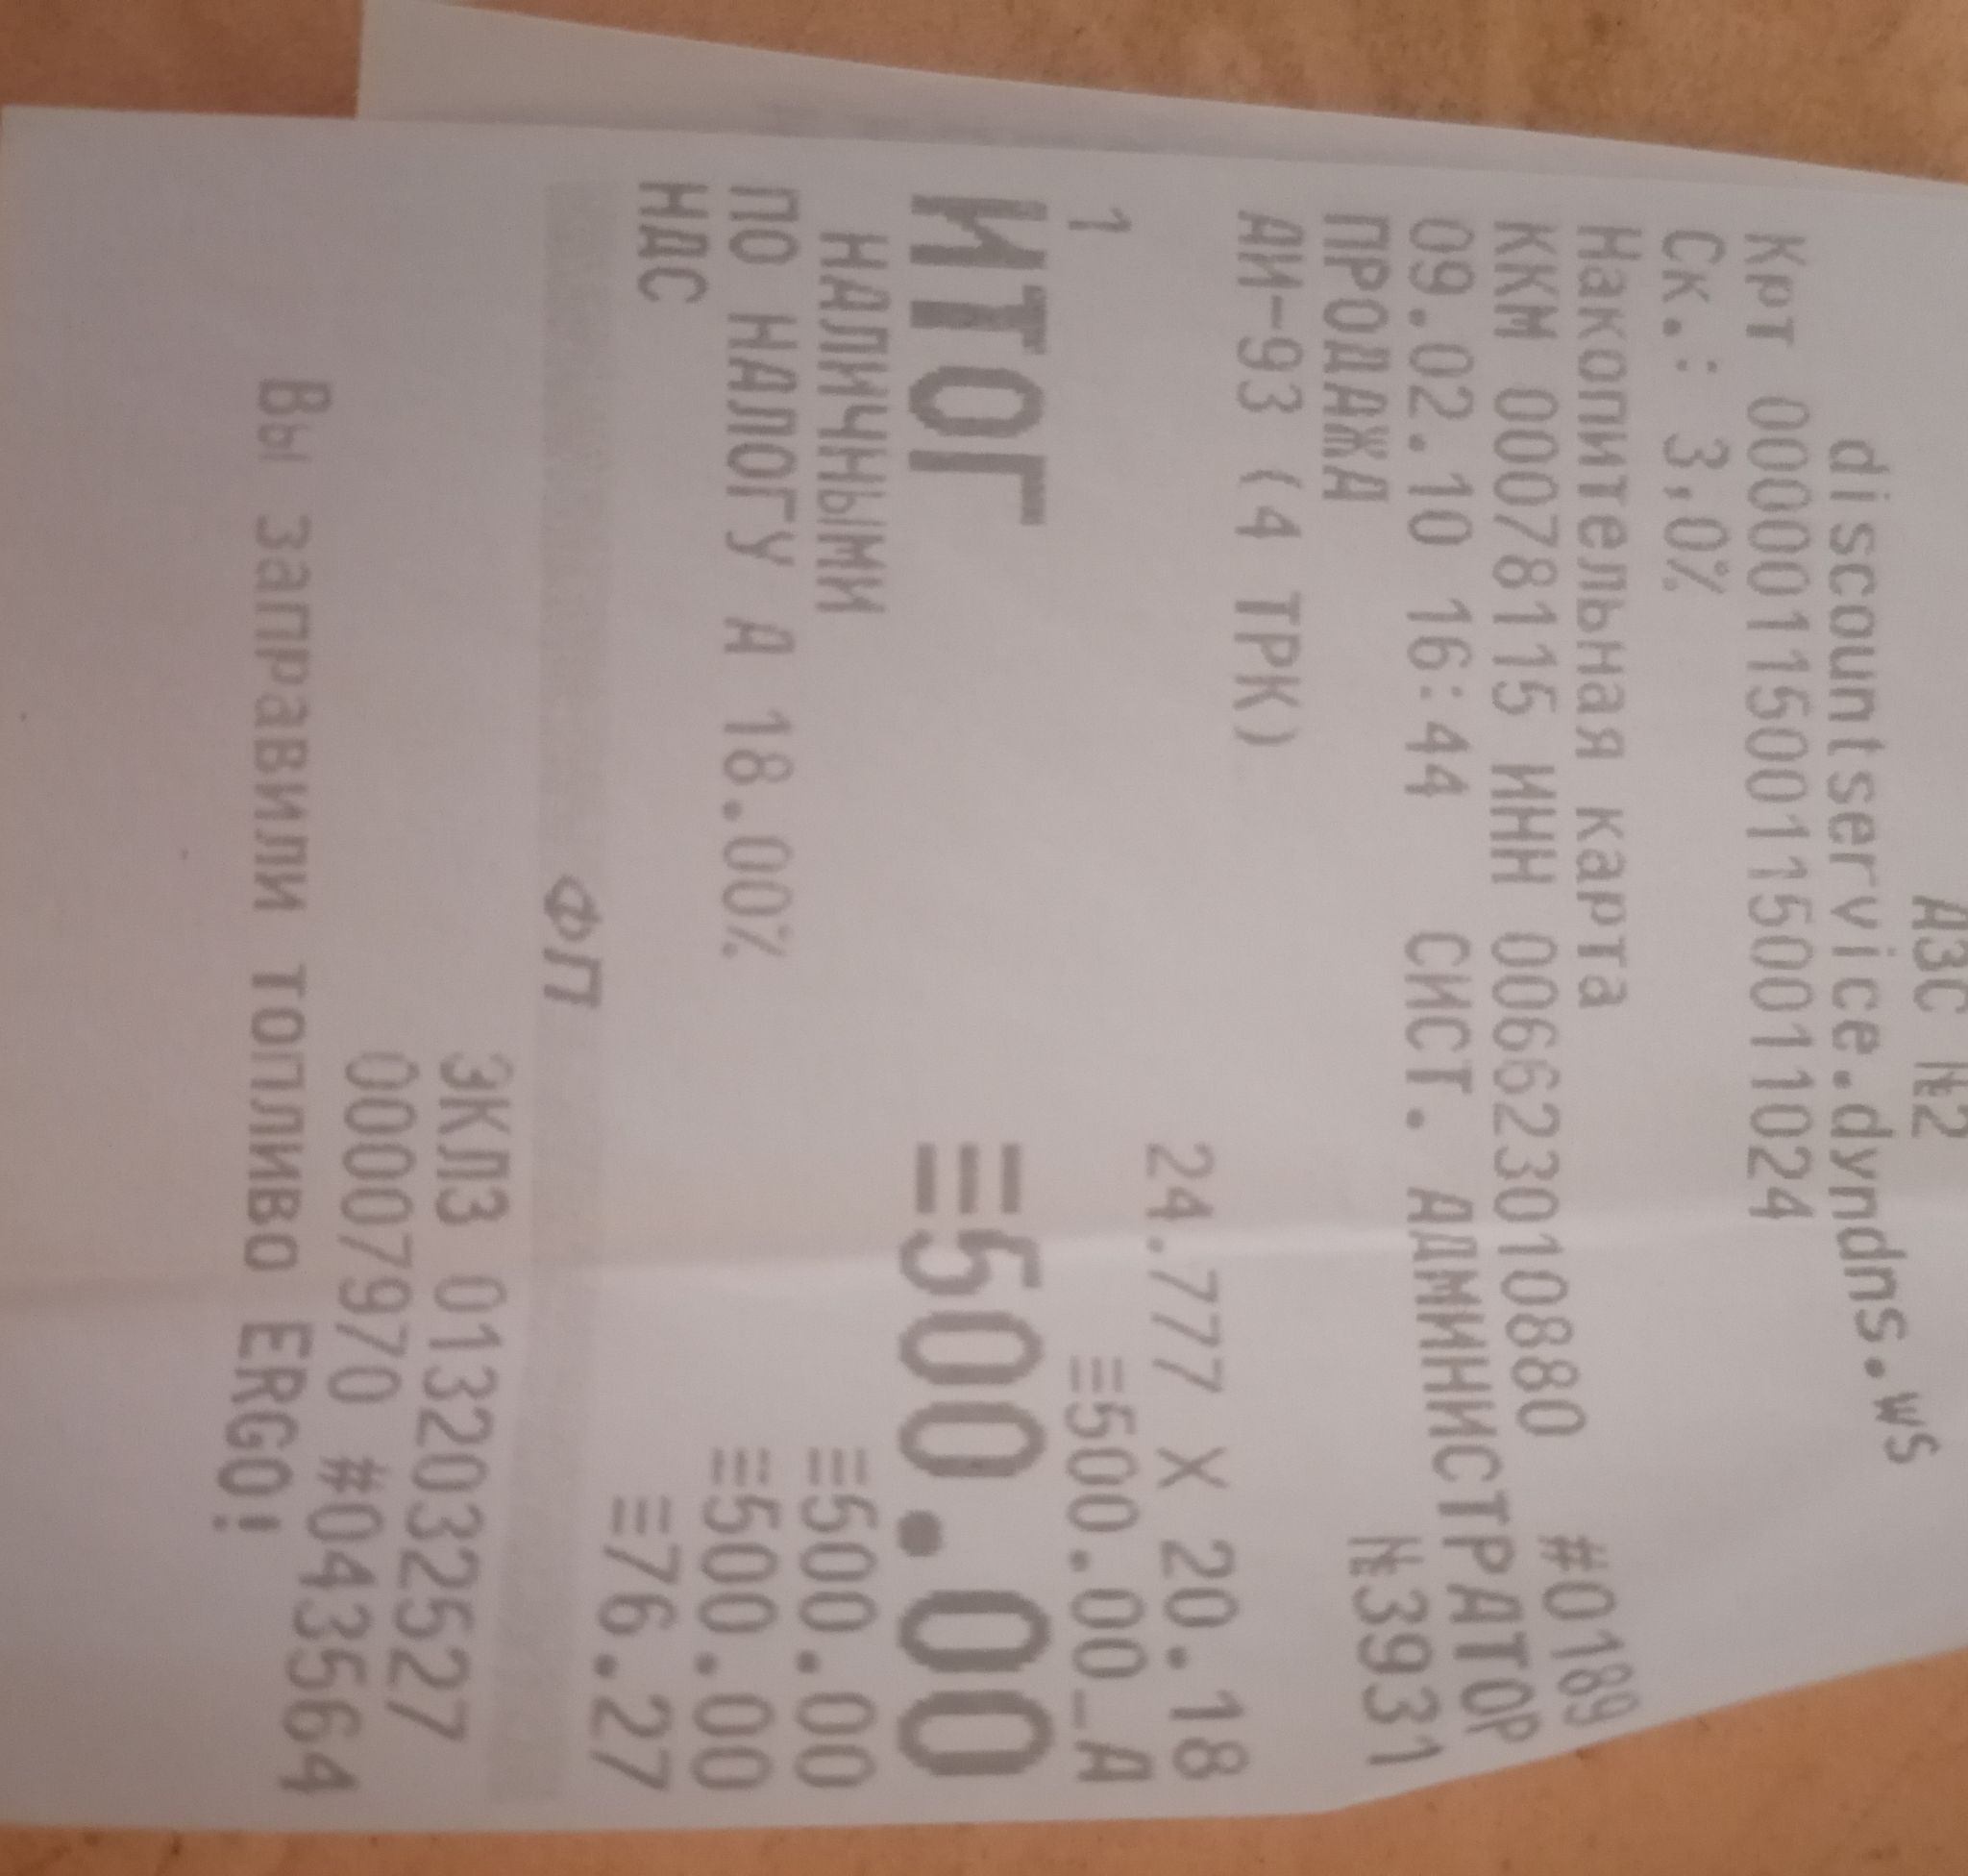 АЗС №2
discountservice.dyndns.ws
Крт 00000115001150011024
Ск.: 3,0%
Накопительная карта
ККМ 00078115 ИНН 006623010880 #0189
09.02.10 16:44 СИСТ. АДМИНИСТРАТОР
ПРОДАЖА №3931
АИ-93 (4 ТРК)
24.777 X 20.18
1 ≡500.00_А
ИТОГ ≡500.00
НАЛИЧНЫМИ ≡500.00
ПО НАЛОГУ А 18.00% ≡500.00
НДС ≡76.27
ФП
ЭКЛЗ 0132032527
00007970 #043564
Вы заправили топливо ERGO!